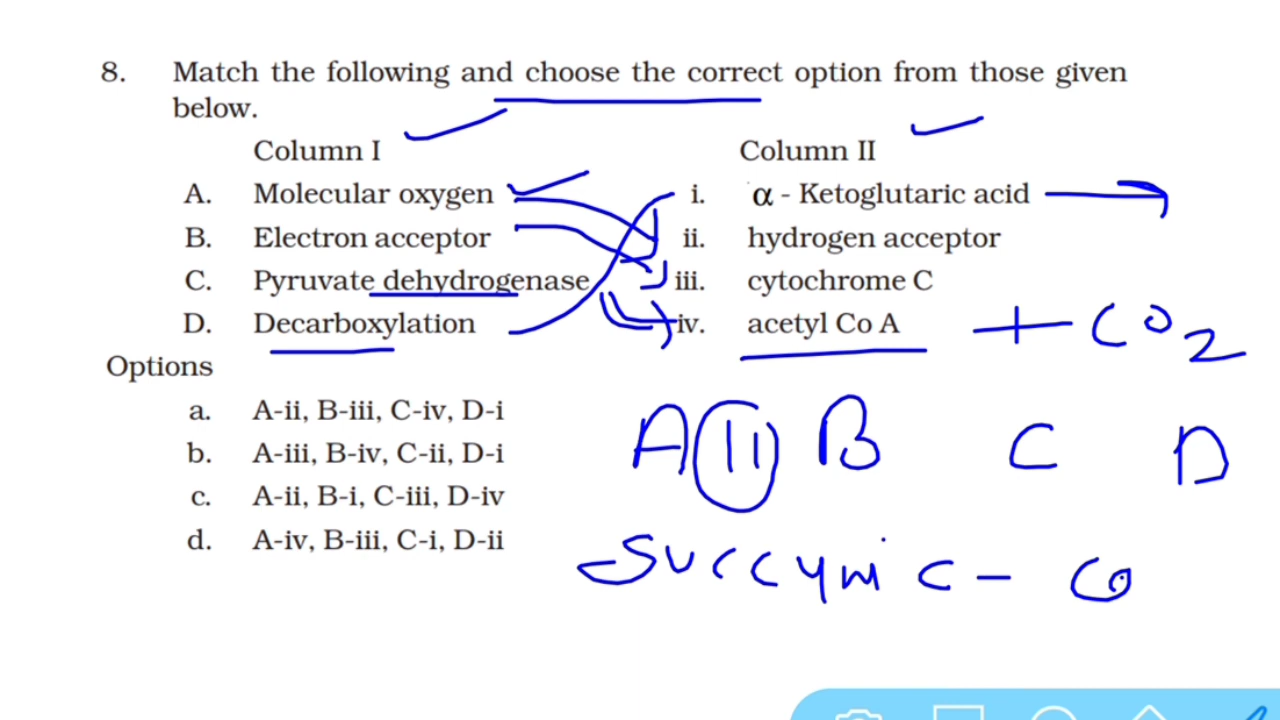 8. Match the following and choose the correct option from those given
below.
Column I Column II
A. Molecular oxygen i. α - Ketoglutaric acid
B. Electron acceptor ii. hydrogen acceptor
C. Pyruvate dehydrogenase iii. cytochrome C
D. Decarboxylation iv. acetyl Co A + CO2
Options
a. A-ii, B-iii, C-iv, D-i
b. A-iii, B-iv, C-ii, D-i
c. A-ii, B-i, C-iii, D-iv
d. A-iv, B-iii, C-i, D-ii
A II B C D
Succynic - Co